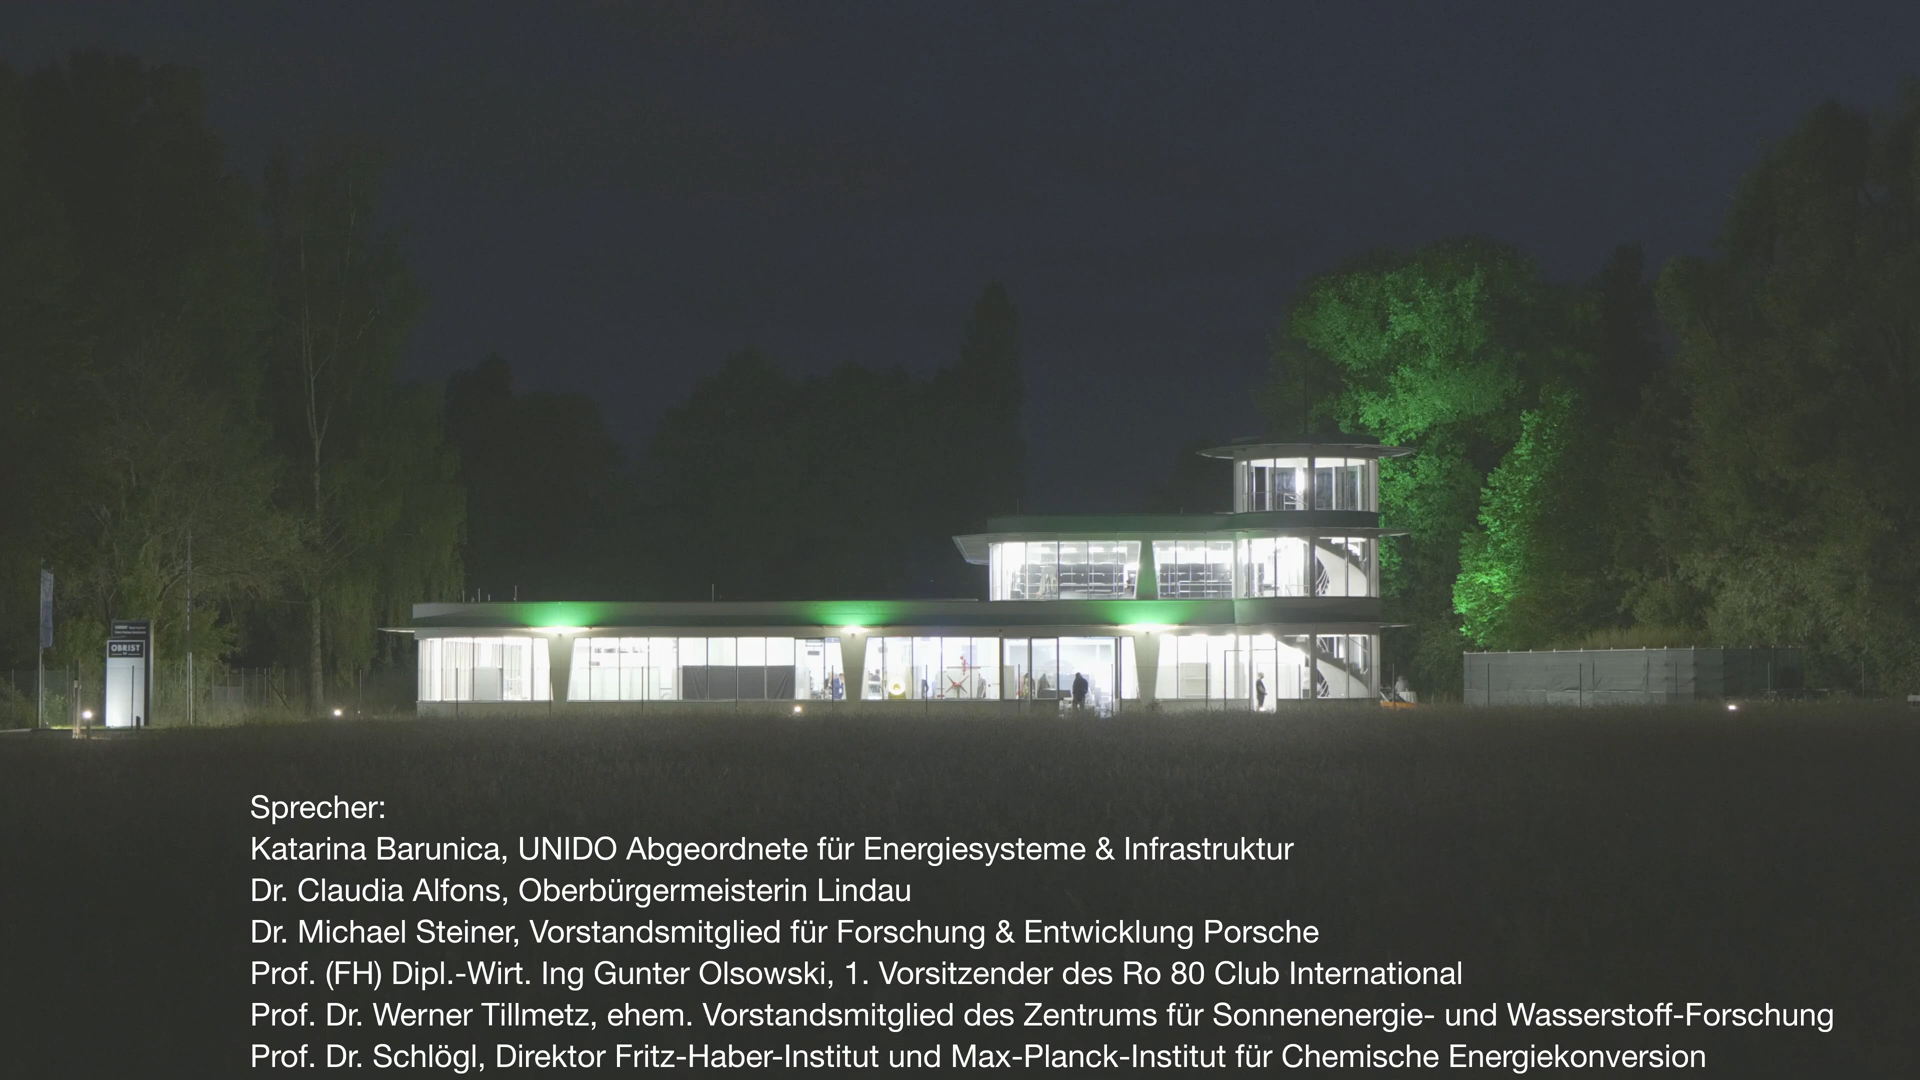 OBRIST
Sprecher:
Katarina Barunica, UNIDO Abgeordnete für Energiesysteme & Infrastruktur
Dr. Claudia Alfons, Oberbürgermeisterin Lindau
Dr. Michael Steiner, Vorstandsmitglied für Forschung & Entwicklung Porsche
Prof. (FH) Dipl.-Wirt. Ing Gunter Olsowski, 1. Vorsitzender des Ro 80 Club International
Prof. Dr. Werner Tillmetz, ehem. Vorstandsmitglied des Zentrums für Sonnenenergie- und Wasserstoff-Forschung
Prof. Dr. Schlögl, Direktor Fritz-Haber-Institut und Max-Planck-Institut für Chemische Energiekonversion